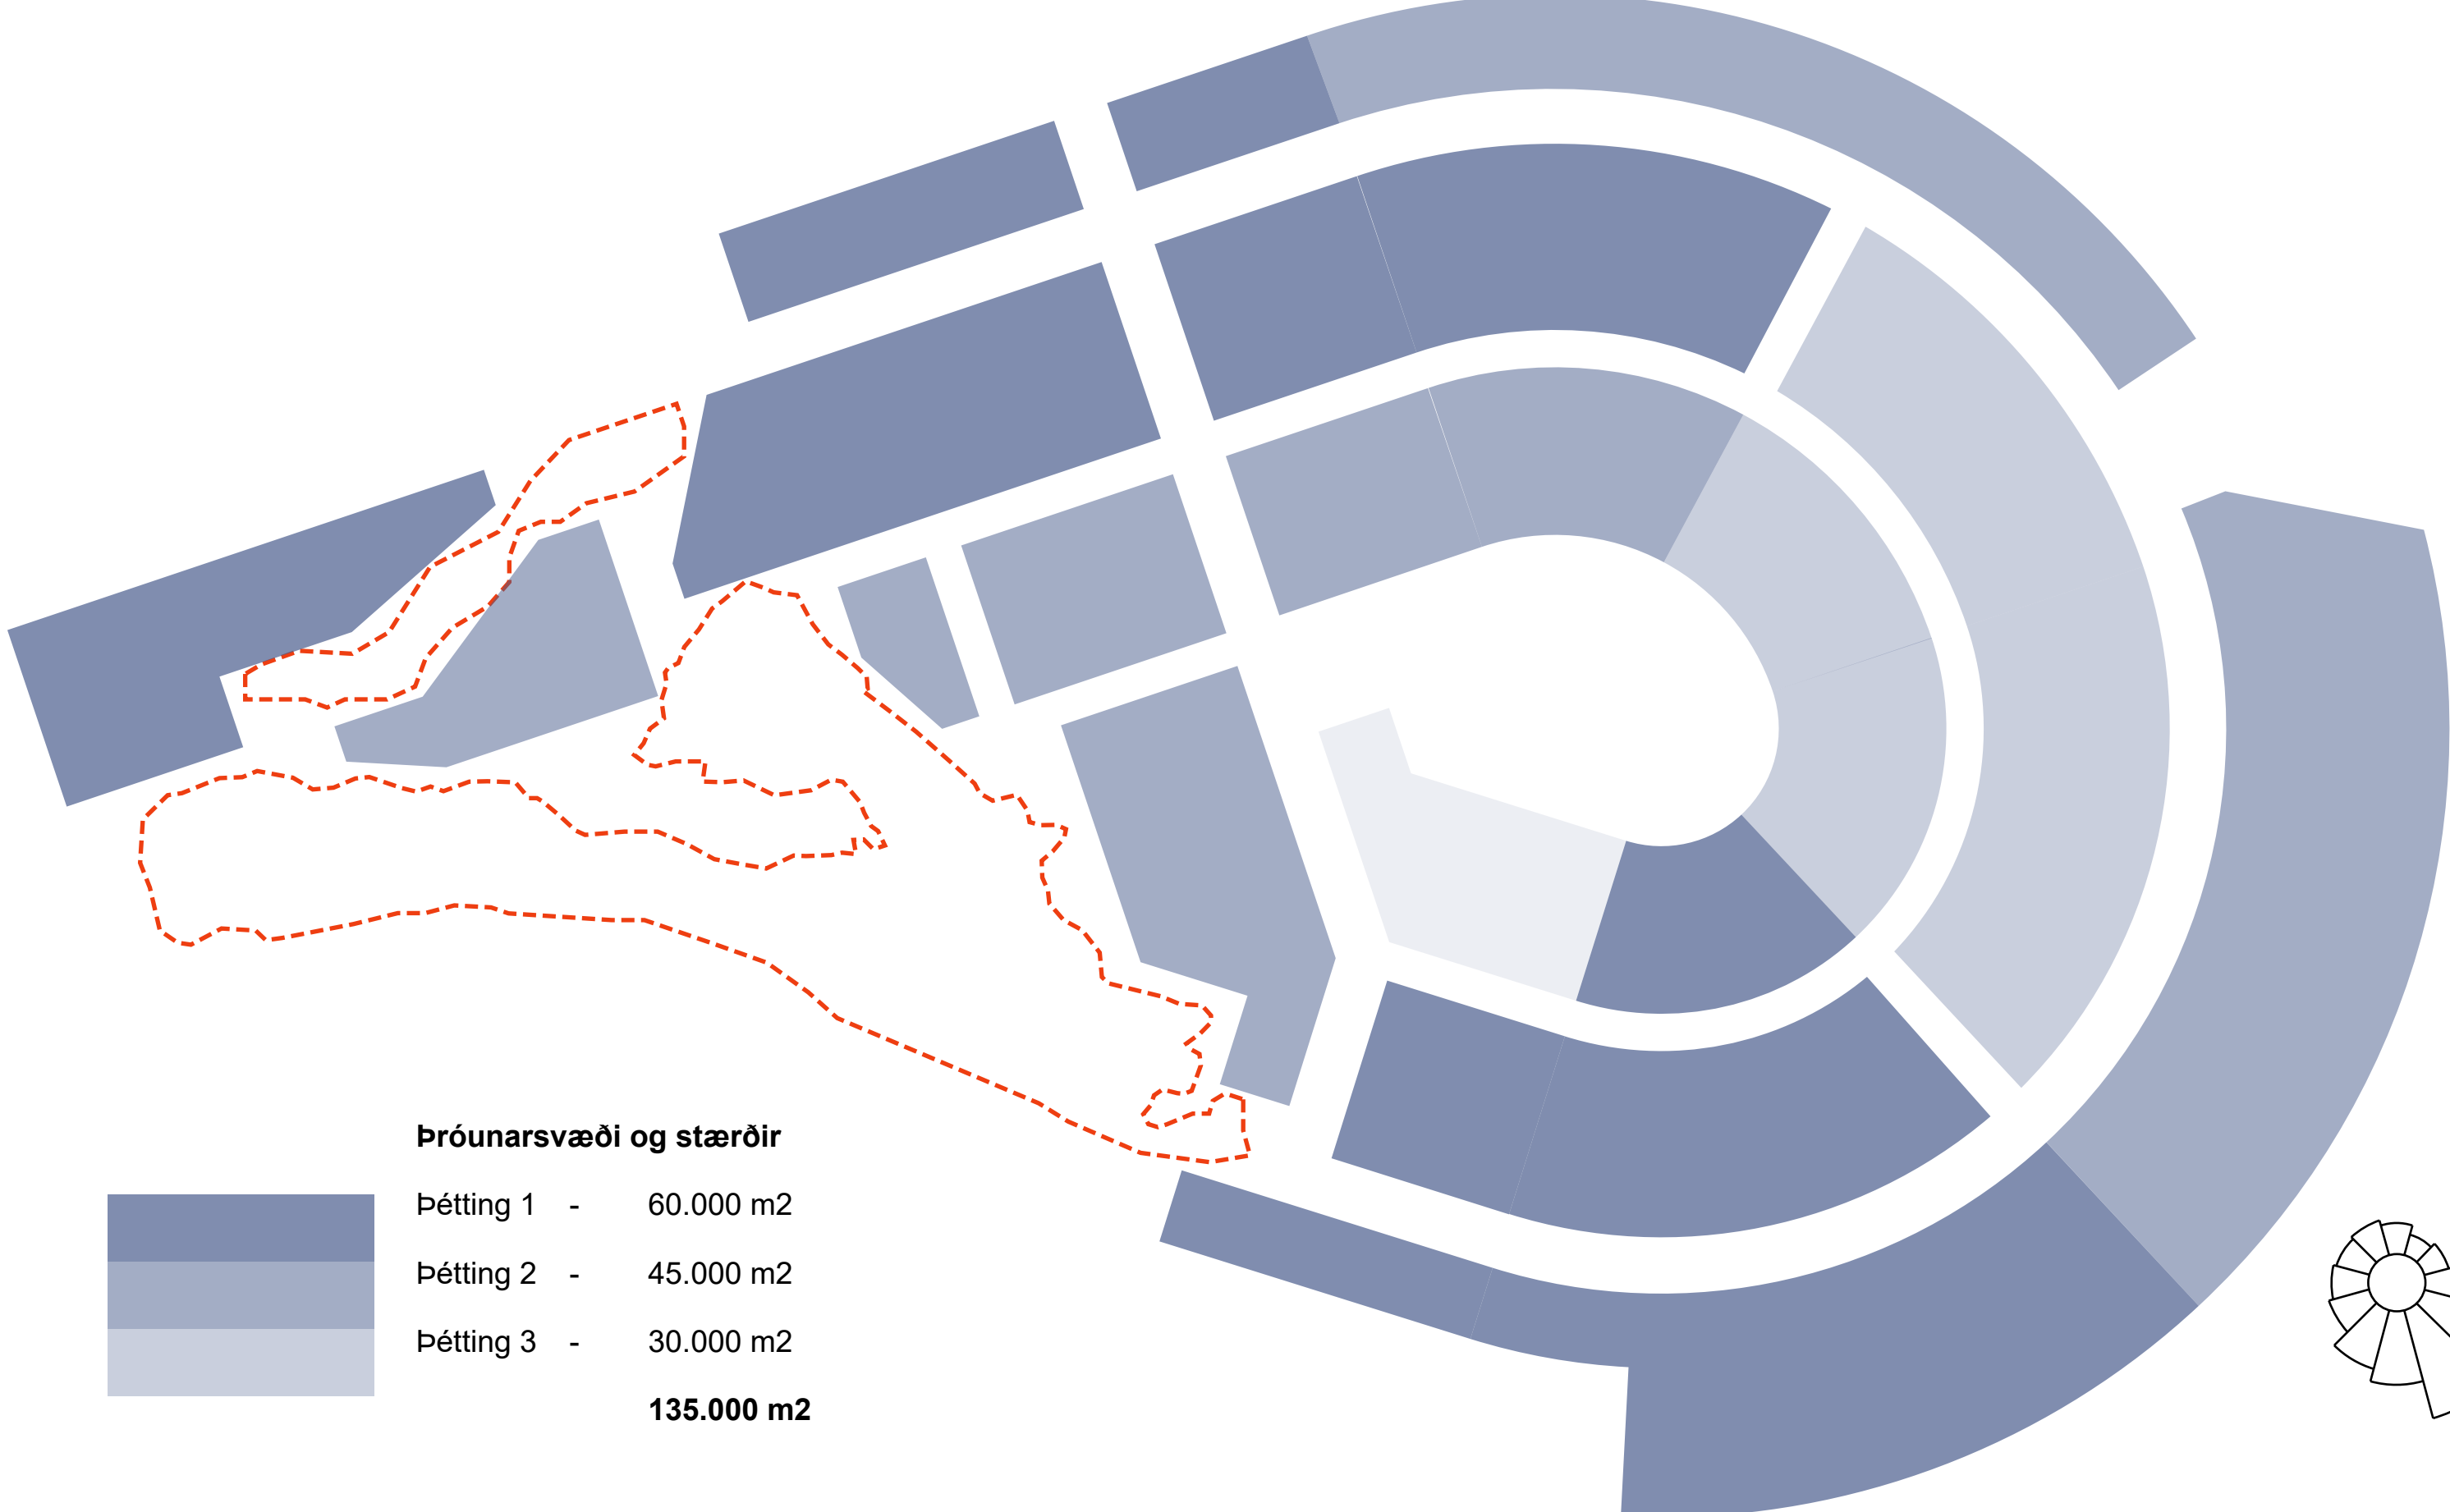 Þróunarsvæði og stærðir
Þétting 1 - 60.000 m2
Þétting 2 - 45.000 m2
Þétting 3 - 30.000 m2
135.000 m2